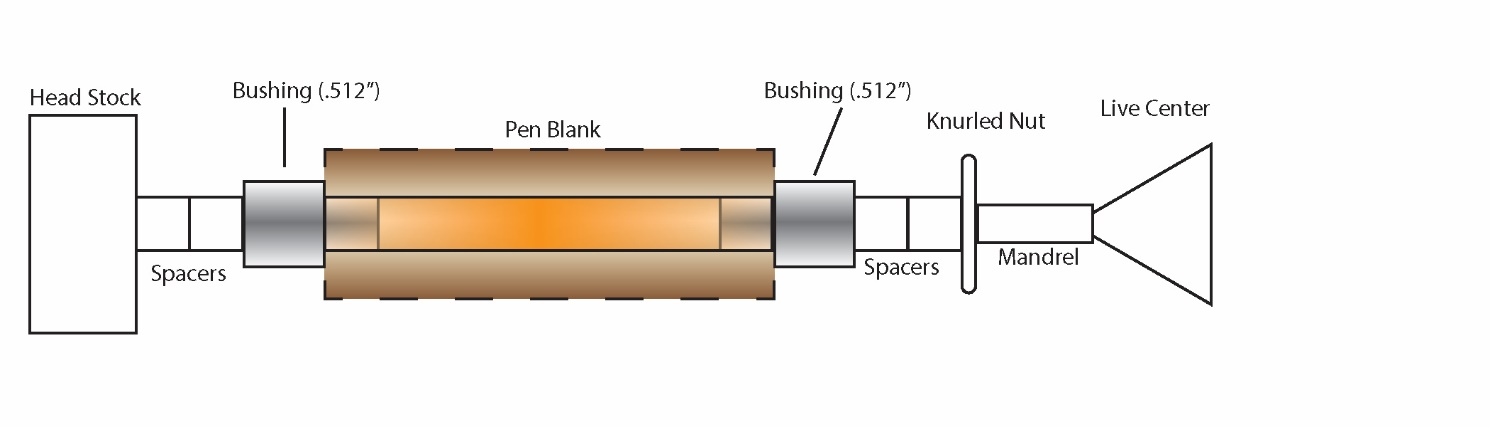 Head Stock
Bushing (.512”)
Pen Blank
Bushing (.512”)
Knurled Nut
Live Center
Spacers
Spacers
Mandrel